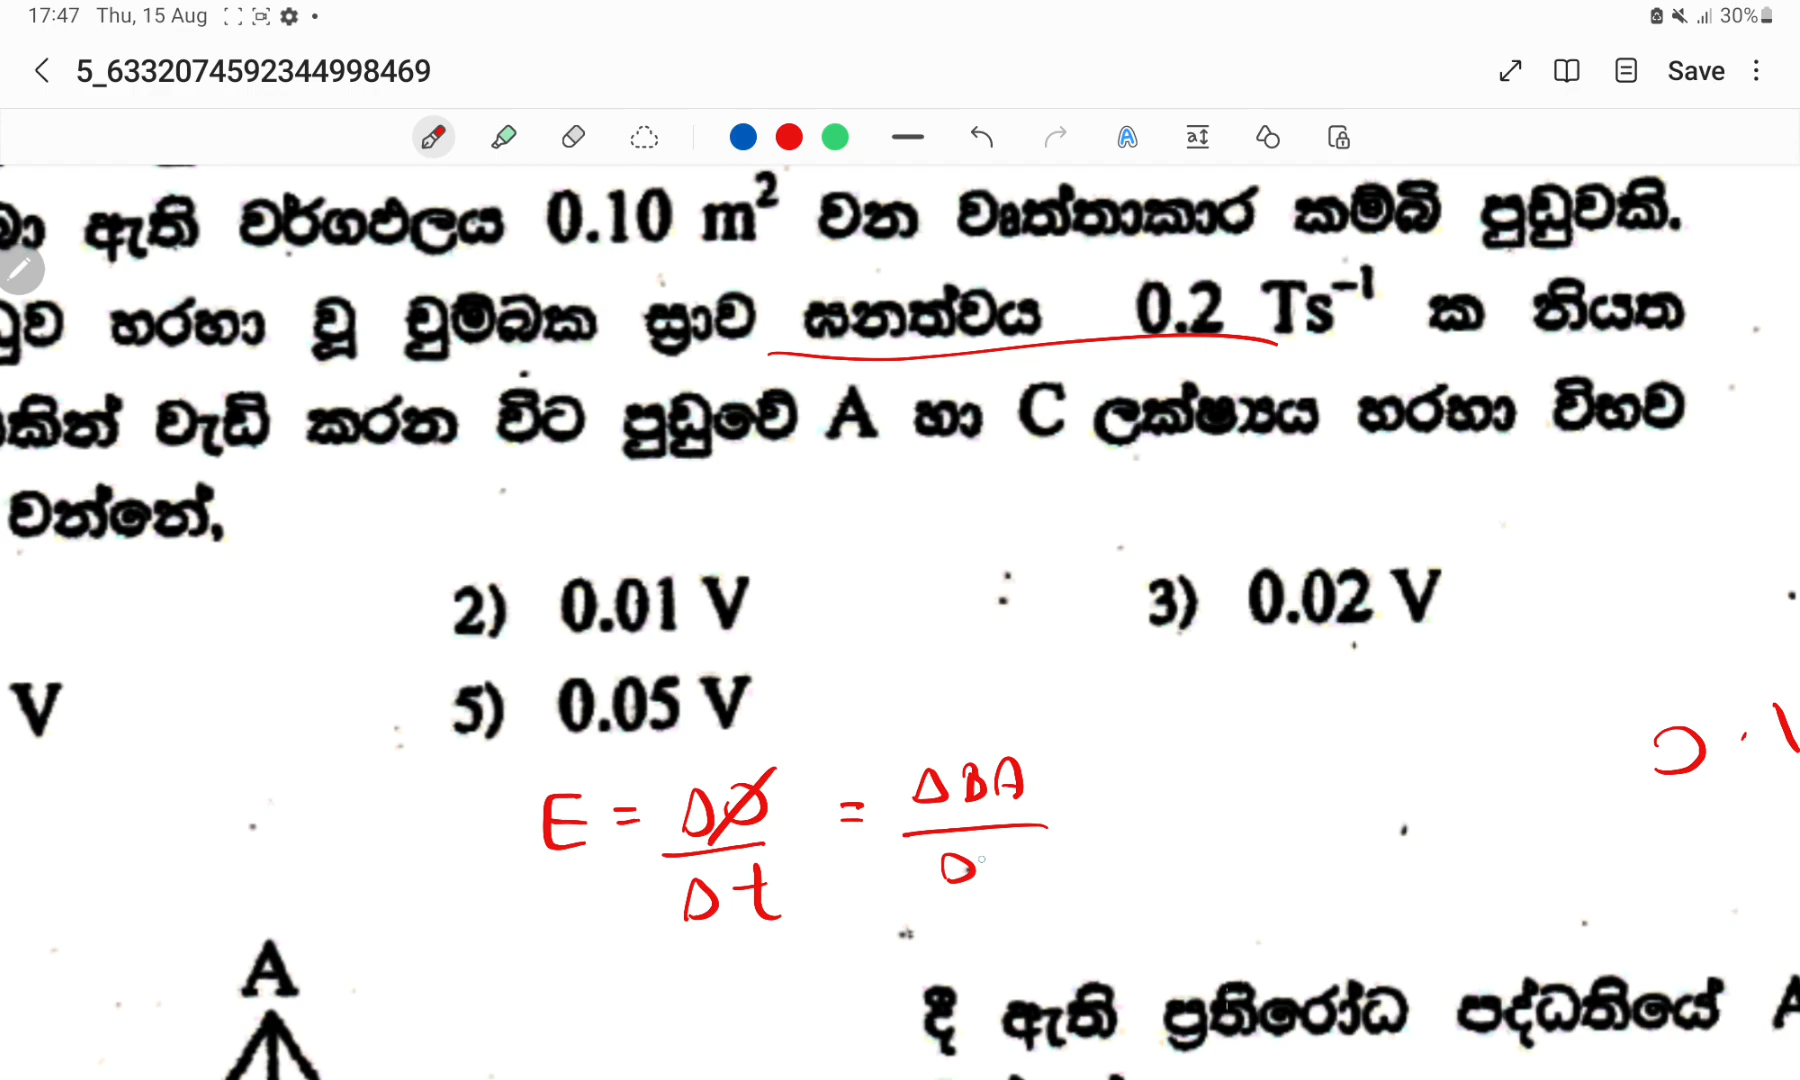 17:47 Thu, 15 Aug 30%
5_6332074592344998469 Save
ඇති වර්ගඵලය 0.10 m² වන වෘත්තාකාර කම්බි පුඩුවකි.
හරහා වූ චුම්බක ස්‍රාව ඝනත්වය 0.2 Ts⁻¹ ක නියත
වැඩි කරන විට පුඩුවේ A හා C ලක්ෂ්‍යය හරහා විභව
වන්නේ,
2) 0.01 V 3) 0.02 V
V 5) 0.05 V
E = ΔØ/Δt = ΔBA/Δ
A
දී ඇති ප්‍රතිරෝධ පද්ධතියේ A